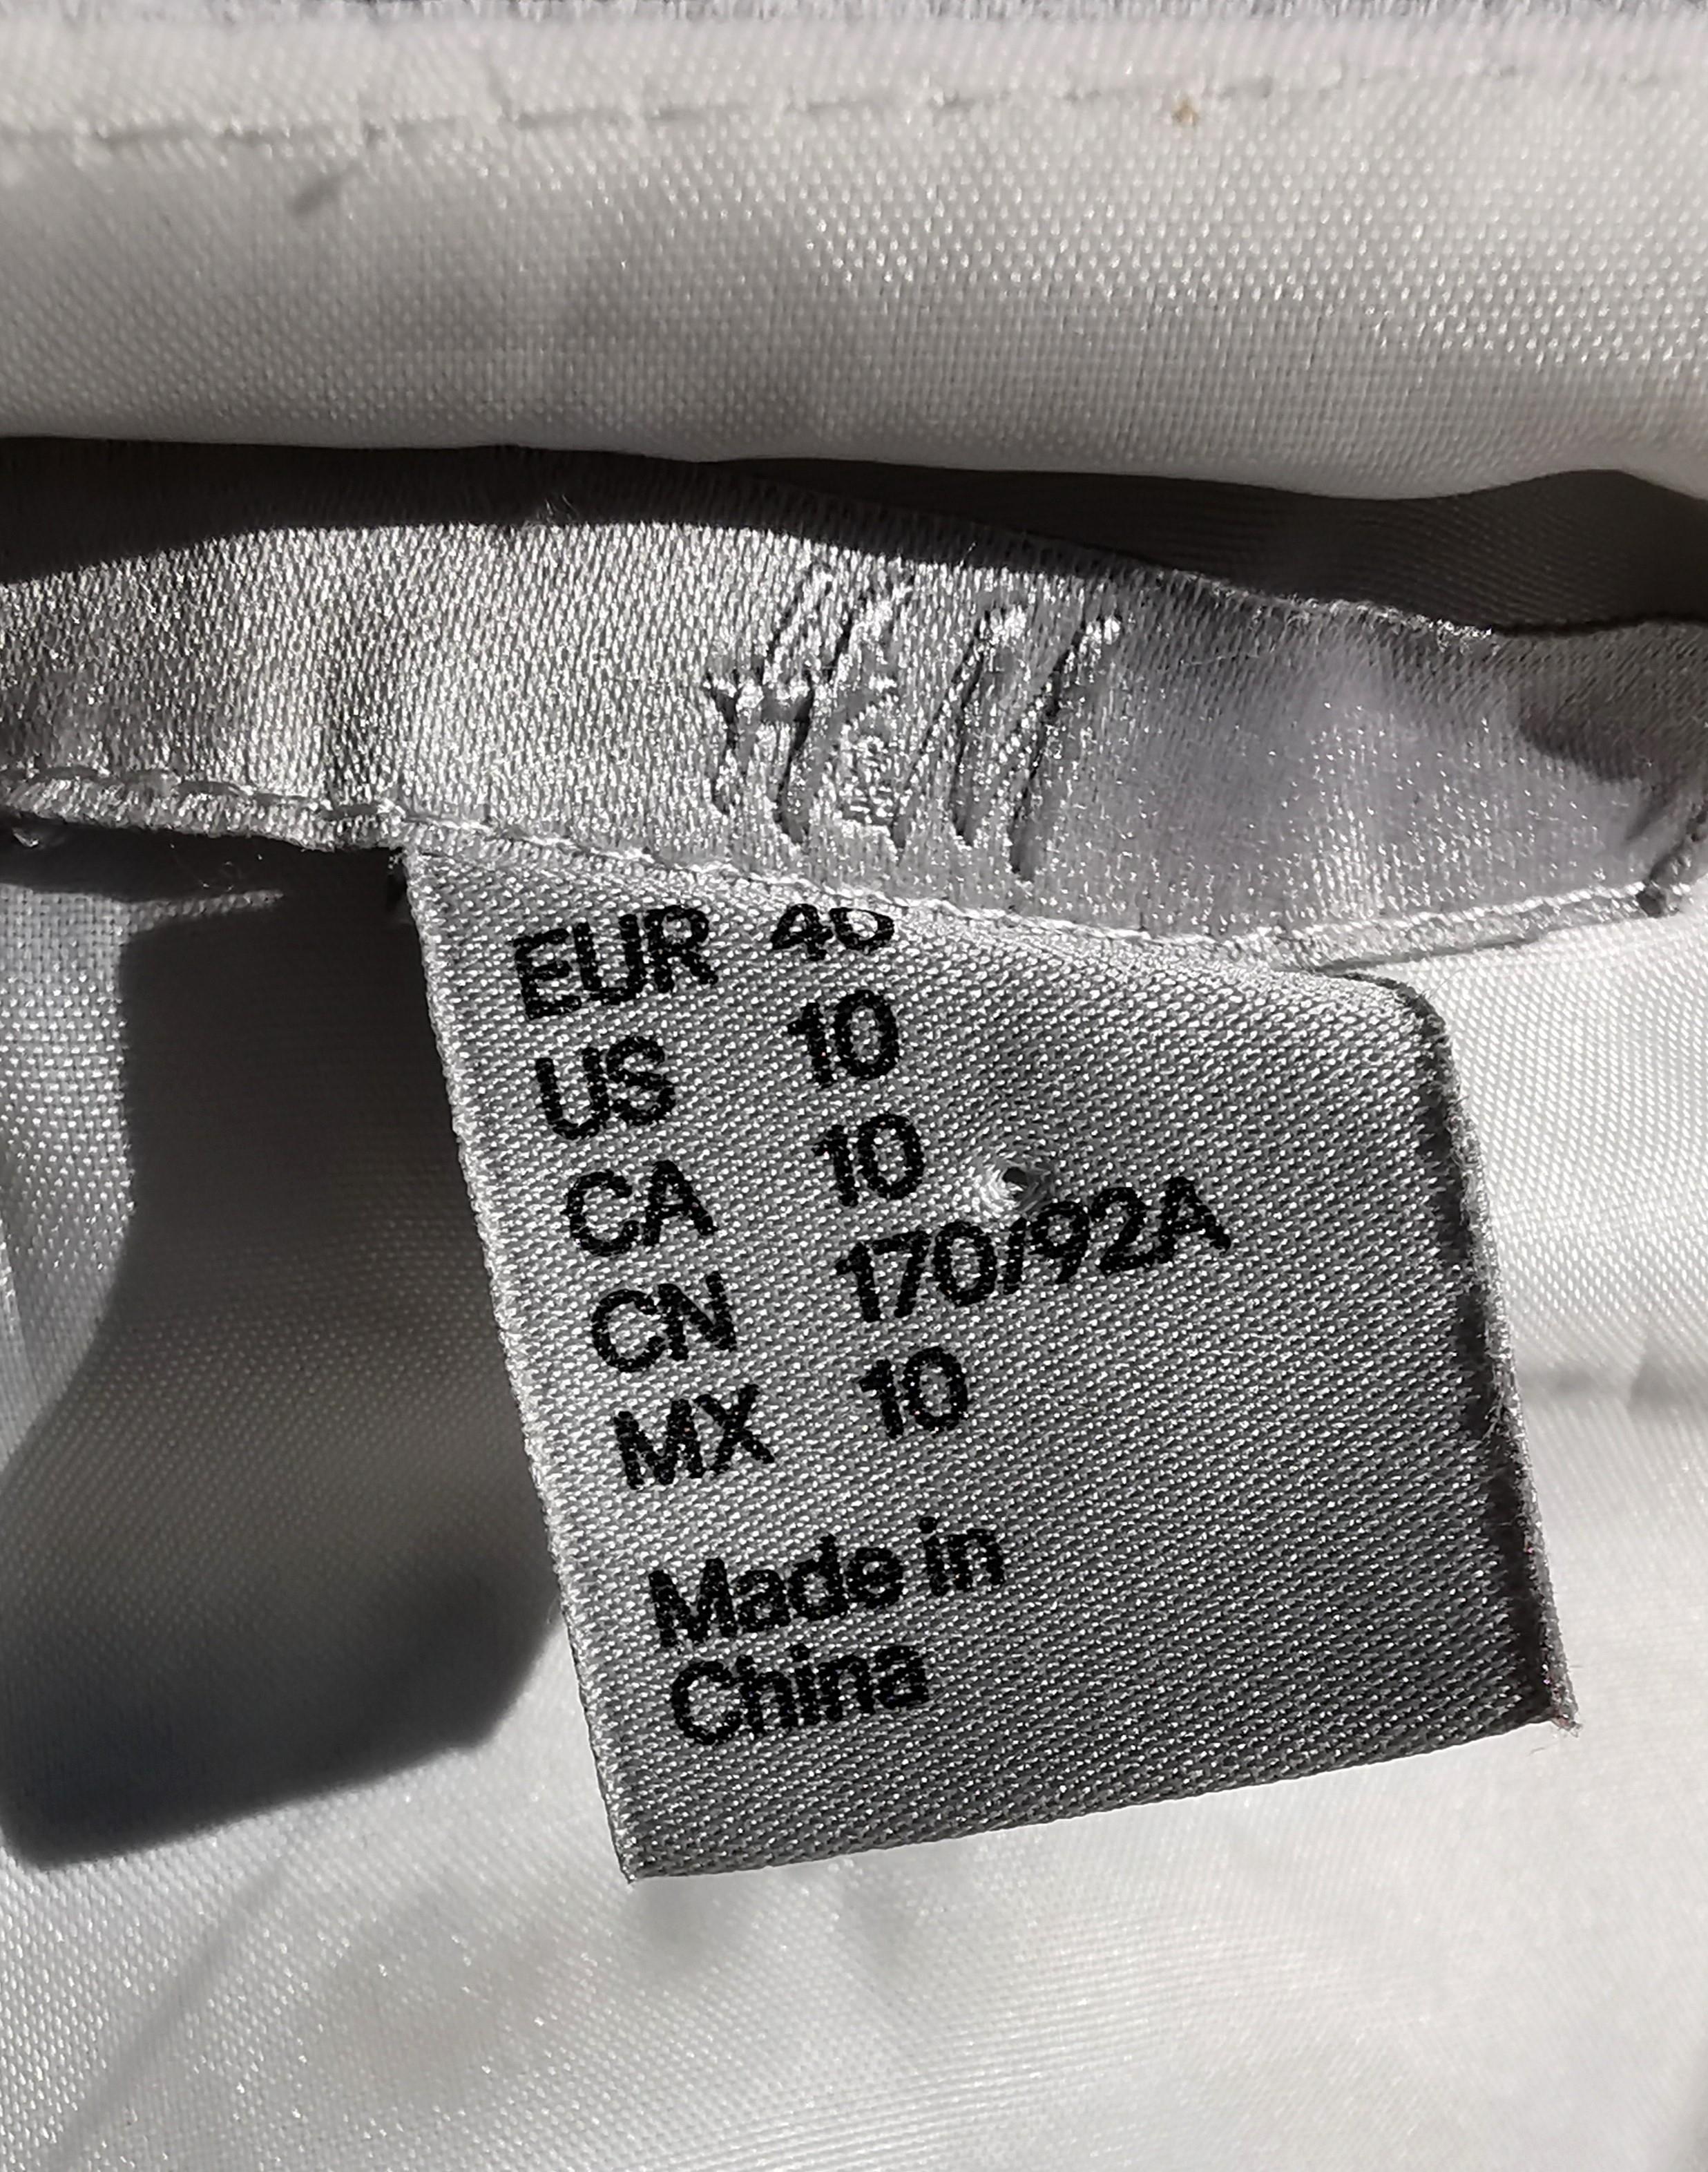 H&M
EUR 40
US 10
CA 10
CN 170/92A
MX 10
Made in
China